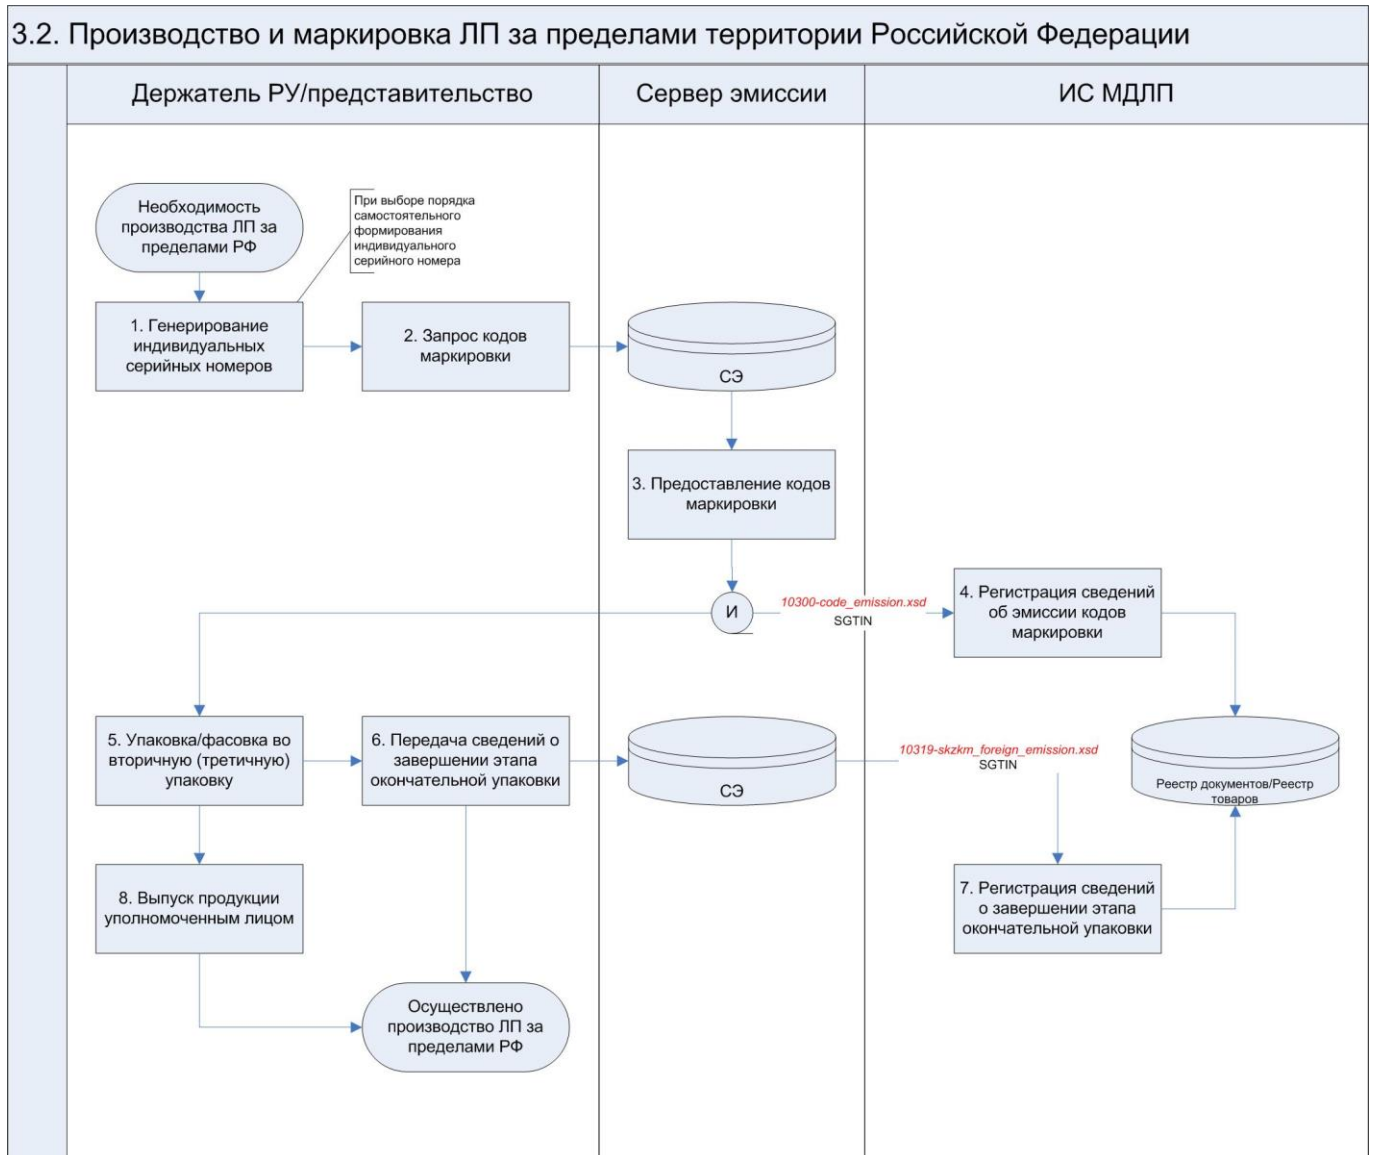 3.2. Производство и маркировка ЛП за пределами территории Российской Федерации
Держатель РУ/представительство
Сервер эмиссии
ИС МДЛП
Необходимость
производства ЛП за
пределами РФ
При выборе порядка
самостоятельного
формирования
индивидуального
серийного номера
1. Генерирование
индивидуальных
серийных номеров
2. Запрос кодов
маркировки
СЭ
3. Предоставление кодов
маркировки
И
10300-code_emission.xsd
SGTIN
4. Регистрация сведений
об эмиссии кодов
маркировки
5. Упаковка/фасовка во
вторичную (третичную)
упаковку
6. Передача сведений о
завершении этапа
окончательной упаковки
СЭ
10319-skzkm_foreign_emission.xsd
SGTIN
Реестр документов/Реестр
товаров
8. Выпуск продукции
уполномоченным лицом
7. Регистрация сведений
о завершении этапа
окончательной упаковки
Осуществлено
производство ЛП за
пределами РФ